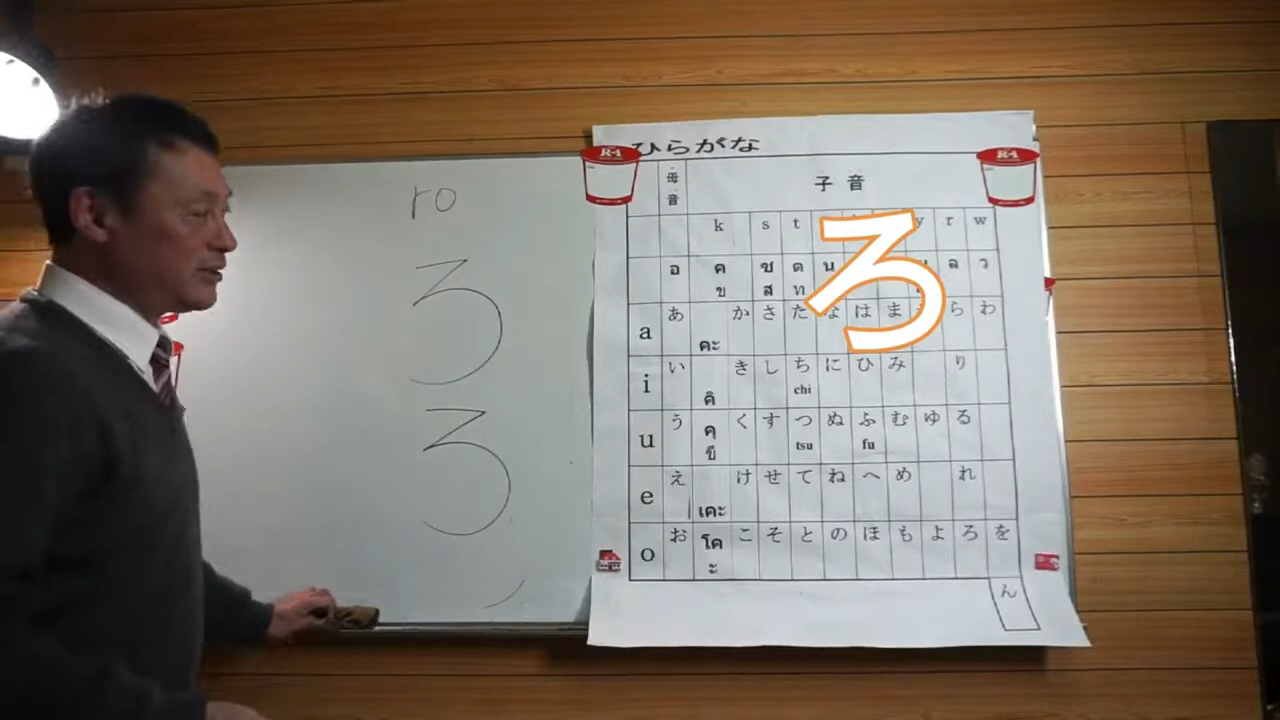 ro
ろ
ろ
ひらがな
R-1
R-1
母音
子音
k s t y r w
อ ค ซ ด น ล ว
ข ส ท
ろ
a あ คะ か さ た な は ま ら わ
i い คิ き し ち に ひ み り
chi
u う คุ く す つ ぬ ふ む ゆ る
ขึ tsu fu
e え เคะ け せ て ね へ め れ
o お โคะ こ そ と の ほ も よ ろ を
ん